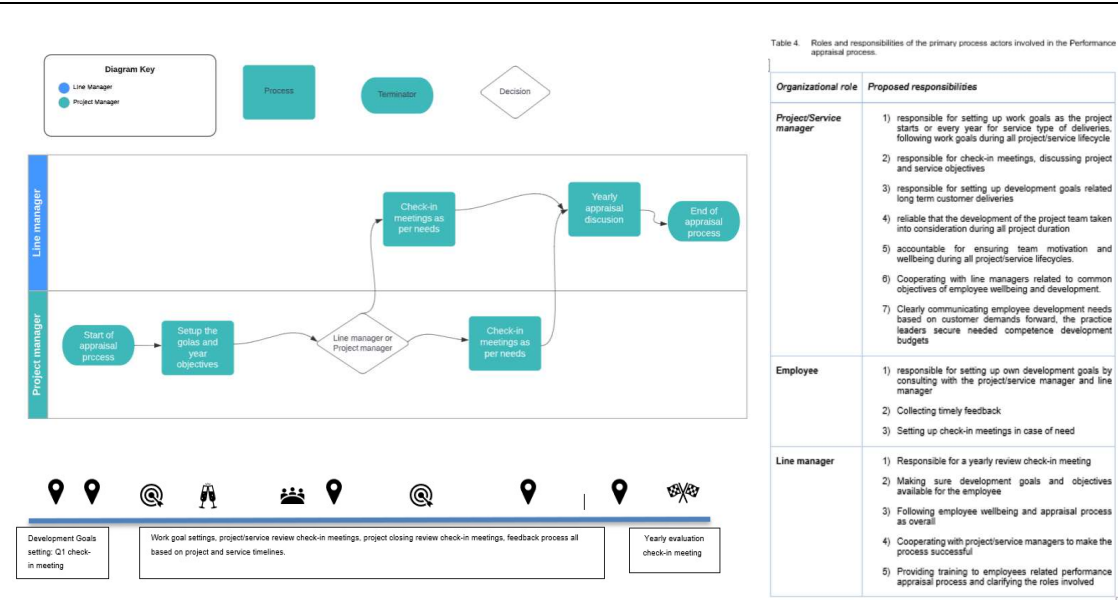 Diagram Key
Line Manager
Project Manager
Process
Terminator
Decision
Line manager
Check-in
meetings as
per needs
Yearly
appraisal
discusion
End of
appraisal
process
Project manager
Start of
appraisal
prccess
Setup the
golas and
year
objectives
Line manager or
Project manager
Check-in
meetings as
per needs
Development Goals
setting: Q1 check-
in meeting
Work goal settings, project/service review check-in meetings, project closing review check-in meetings, feedback process all
based on project and service timelines.
Yearly evaluation
check-in meeting
Table 4. Roles and responsibilities of the primary process actors involved in the Performance
appraisal process.
Organizational role Proposed responsibilities
Project/Service
manager
1) responsible for setting up work goals as the project
starts or every year for service type of deliveries,
following work goals during all project/service lifecycle
2) responsible for check-in meetings, discussing project
and service objectives
3) responsible for setting up development goals related
long term customer deliveries
4) reliable that the development of the project team taken
into consideration during all project duration
5) accountable for ensuring team motivation and
wellbeing during all project/service lifecycles.
6) Cooperating with line managers related to common
objectives of employee wellbeing and development.
7) Clearly communicating employee development needs
based on customer demands forward, the practice
leaders secure needed competence development
budgets
Employee
1) responsible for setting up own development goals by
consulting with the project/service manager and line
manager
2) Collecting timely feedback
3) Setting up check-in meetings in case of need
Line manager
1) Responsible for a yearly review check-in meeting
2) Making sure development goals and objectives
available for the employee
3) Following employee wellbeing and appraisal process
as overall
4) Cooperating with project/service managers to make the
process successful
5) Providing training to employees related performance
appraisal process and clarifying the roles involved